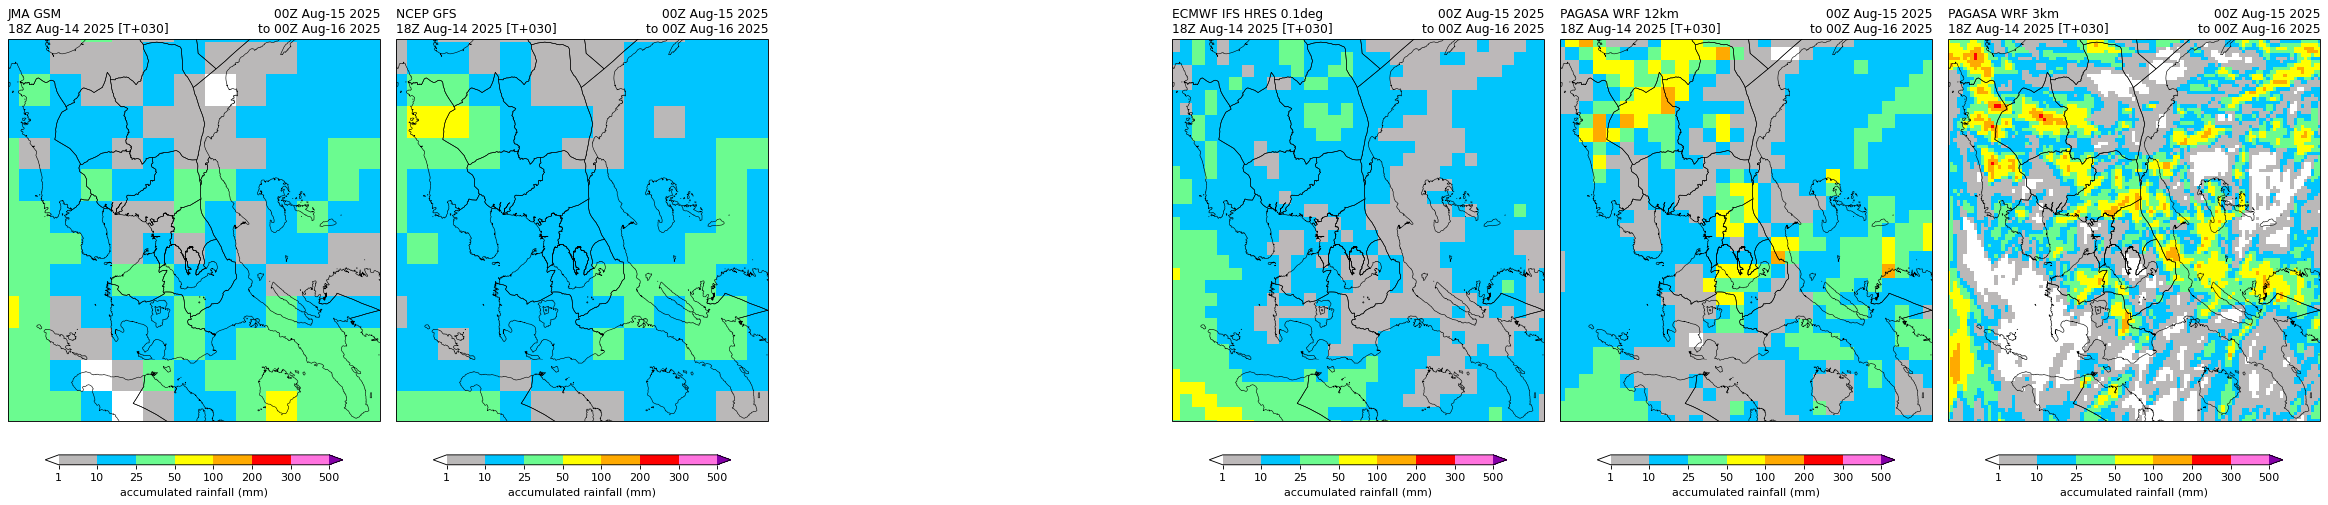 JMA GSM
00Z Aug-15 2025
18Z Aug-14 2025 [T+030]
to 00Z Aug-16 2025
1 10 25 50 100 200 300 500
accumulated rainfall (mm)
NCEP GFS
00Z Aug-15 2025
18Z Aug-14 2025 [T+030]
to 00Z Aug-16 2025
1 10 25 50 100 200 300 500
accumulated rainfall (mm)
ECMWF IFS HRES 0.1deg
00Z Aug-15 2025
18Z Aug-14 2025 [T+030]
to 00Z Aug-16 2025
1 10 25 50 100 200 300 500
accumulated rainfall (mm)
PAGASA WRF 12km
00Z Aug-15 2025
18Z Aug-14 2025 [T+030]
to 00Z Aug-16 2025
1 10 25 50 100 200 300 500
accumulated rainfall (mm)
PAGASA WRF 3km
00Z Aug-15 2025
18Z Aug-14 2025 [T+030]
to 00Z Aug-16 2025
1 10 25 50 100 200 300 500
accumulated rainfall (mm)